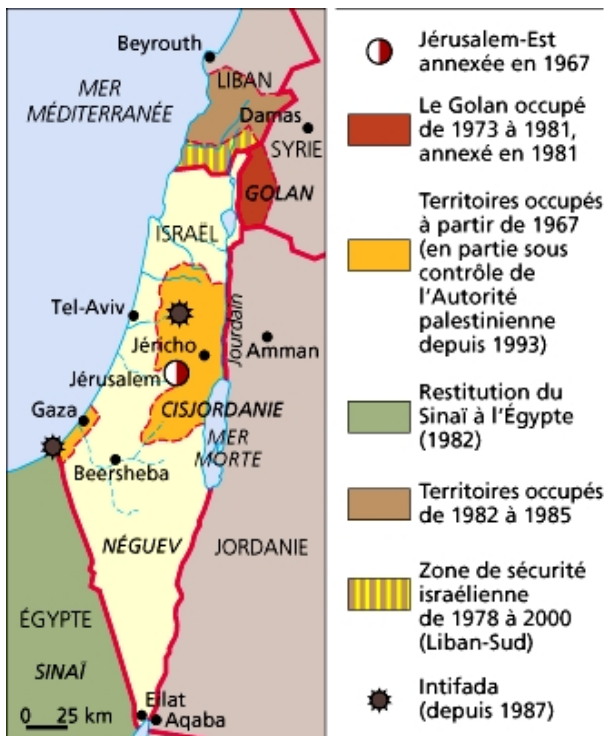 Beyrouth
LIBAN
MER
MÉDITERRANÉE
Damas
SYRIE
GOLAN
ISRAËL
Tel-Aviv
Jourdain
Jéricho
Amman
Jérusalem
Gaza
CISJORDANIE
MER
MORTE
Beersheba
NÉGUEV
JORDANIE
ÉGYPTE
SINAÏ
Eilat
Aqaba
0 25 km
Jérusalem-Est
annexée en 1967
Le Golan occupé
de 1973 à 1981,
annexé en 1981
Territoires occupés
à partir de 1967
(en partie sous
contrôle de
l'Autorité
palestinienne
depuis 1993)
Restitution du
Sinaï à l'Égypte
(1982)
Territoires occupés
de 1982 à 1985
Zone de sécurité
israélienne
de 1978 à 2000
(Liban-Sud)
Intifada
(depuis 1987)